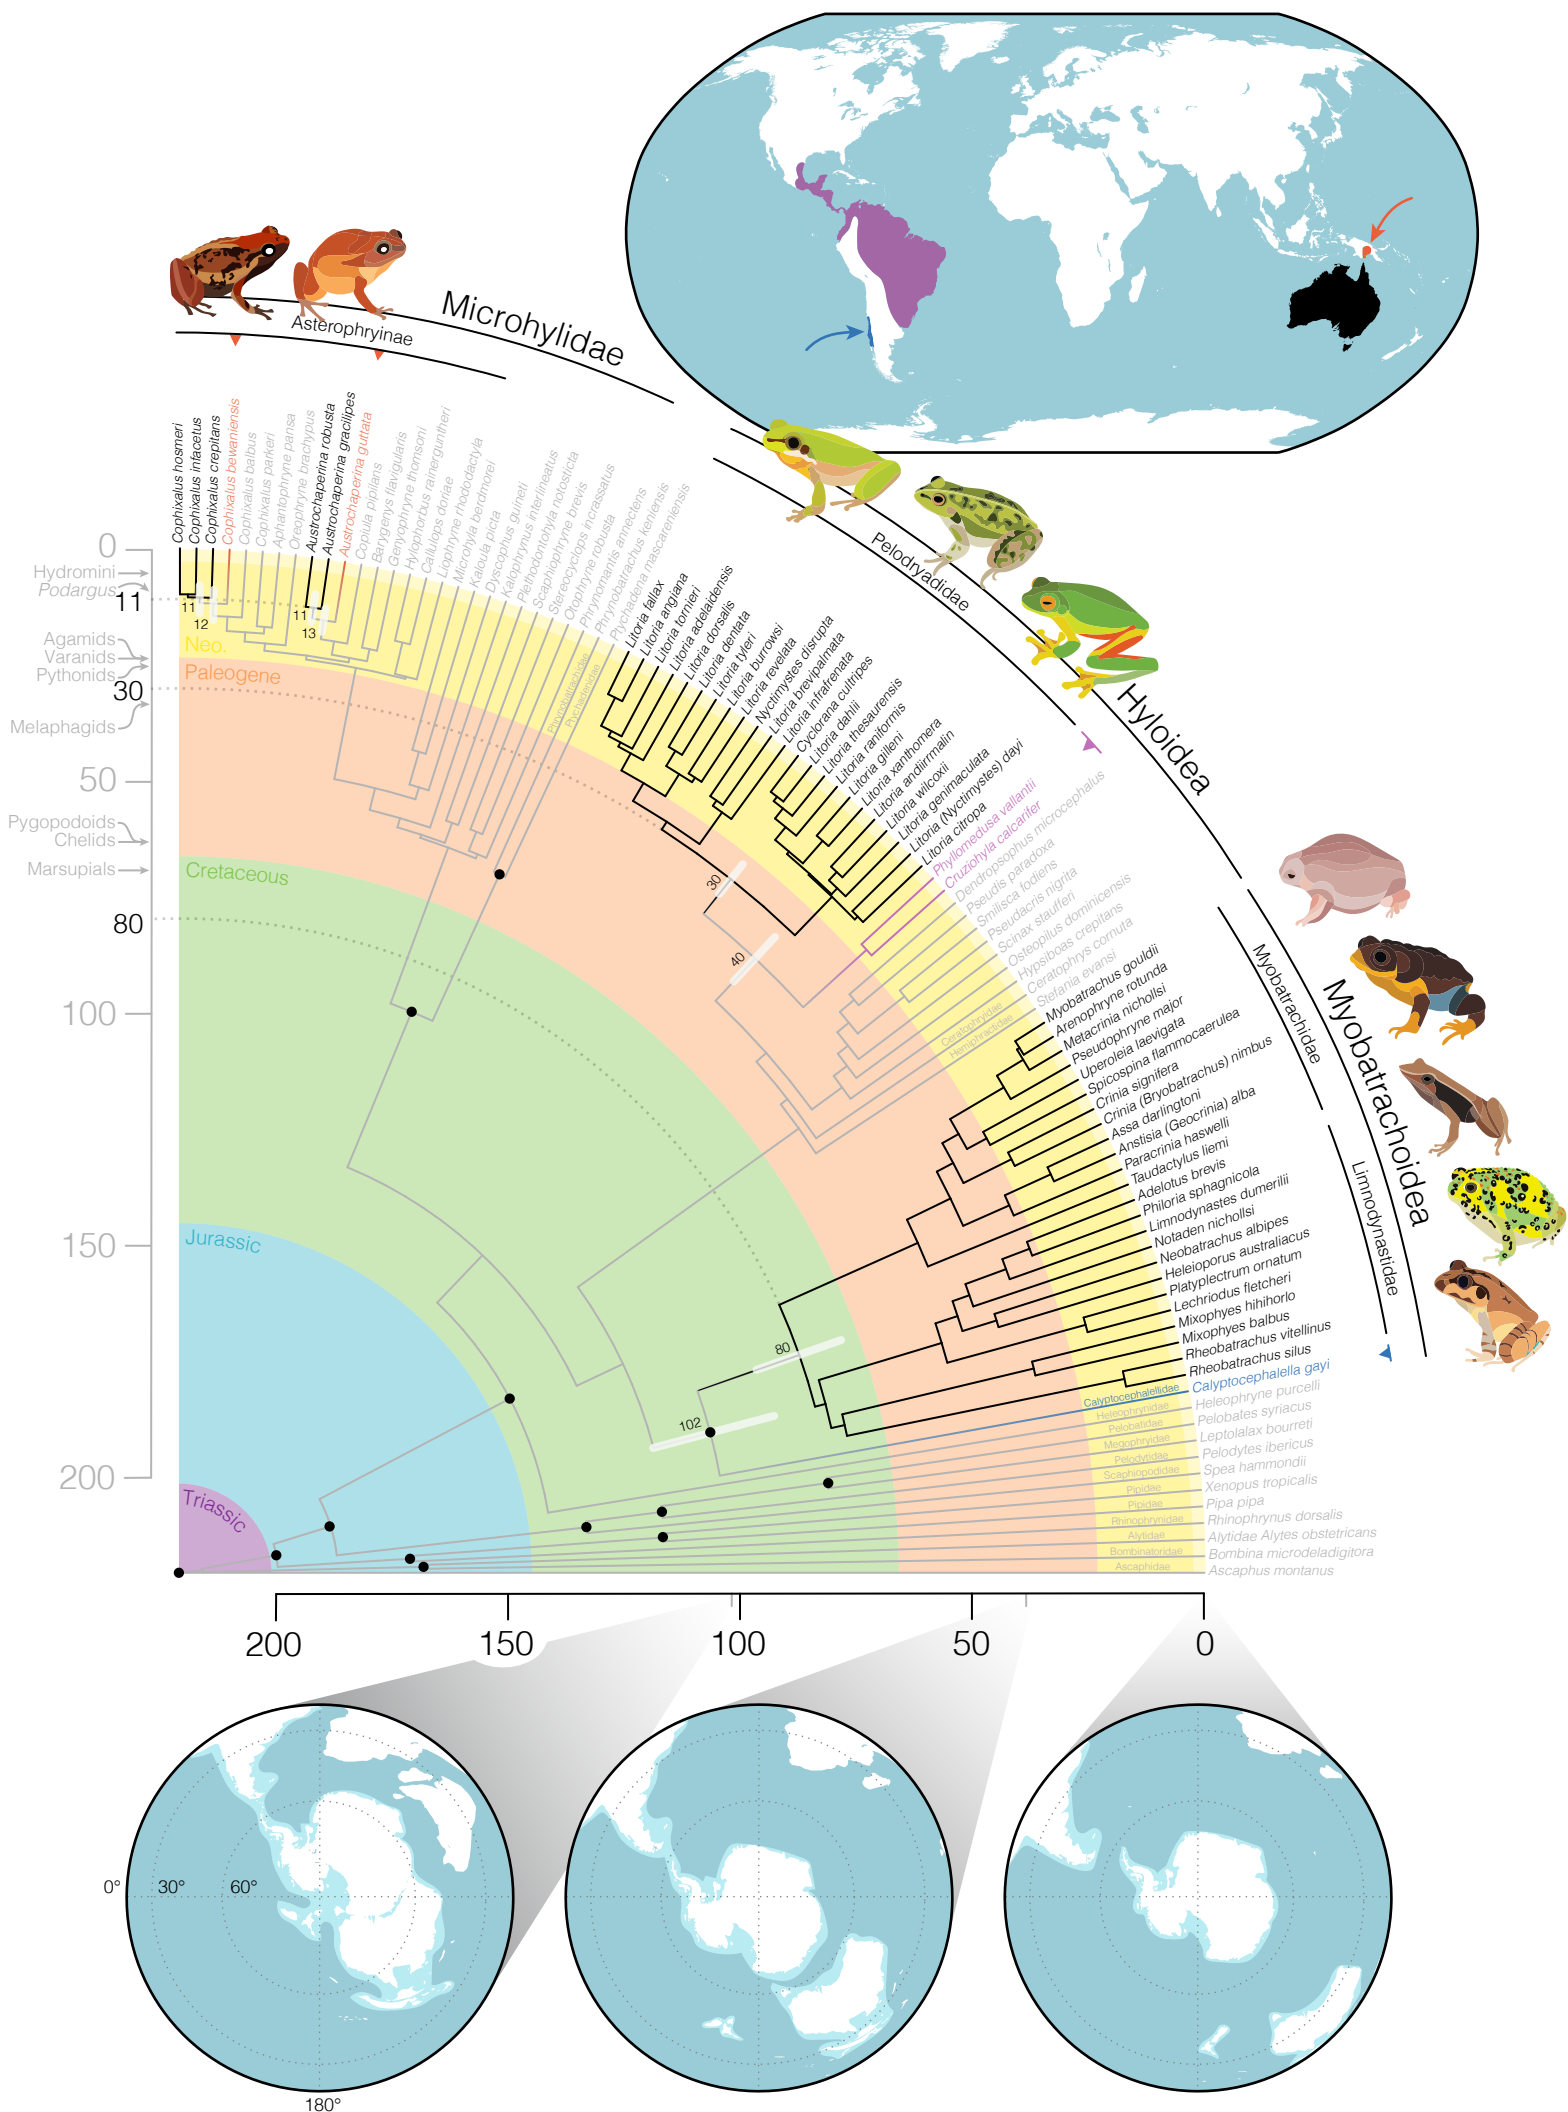 Microhylidae
Asterophryinae
Cophixalus hosmeri
Cophixalus infacetus
Cophixalus crepitans
Cophixalus bewaniensis
Cophixalus balbus
Cophixalus parkeri
Aphantophryne pansa
Oreophryne brachypus
Austrochaperina robusta
Austrochaperina gracilipes
Austrochaperina guttata
Copiula pipilans
Barygenys flavigularis
Genyophryne thomsoni
Hylophorbus rainerguntheri
Callulops doriae
Liophryne rhododactyla
Microhyla berdmorei
Kaloula pulchra
Dyscophus guineti
Kalophrynus interlineatus
Plethodontohyla notosticta
Scaphiophryne brevis
Stereocyclops incrassatus
Otophryne robusta
Phrynomantis annectens
Phrynobatrachus keniensis
Ptychadena mascareniensis
Phrynobatrachidae
Ptychadenidae
Hyloidea
Pelodryadidae
Litoria fallax
Litoria angiana
Litoria tornieri
Litoria adelaidensis
Litoria dorsalis
Litoria dentata
Litoria tyleri
Litoria burrowsi
Litoria revelata
Nyctimystes disrupta
Litoria brevipalmata
Litoria infrafrenata
Cyclorana cultripes
Litoria dahlii
Litoria thesaurensis
Litoria raniformis
Litoria gilleni
Litoria xanthomera
Litoria andiirrmalin
Litoria wilcoxii
Litoria genimaculata
Litoria (Nyctimystes) dayi
Litoria citropa
Phyllomedusa vallantii
Cruziohyla calcarifer
Dendropsophus microcephalus
Pseudis paradoxa
Smilisca fodiens
Pseudacris nigrita
Scinax staufferi
Osteopilus dominicensis
Hypsiboas crepitans
Ceratophrys cornuta
Stefania evansi
Ceratophryidae
Hemiphractidae
Myobatrachoidea
Myobatrachidae
Limnodynastidae
Myobatrachus gouldii
Arenophryne rotunda
Metacrinia nichollsi
Pseudophryne major
Uperoleia laevigata
Spicospina flammocaerulea
Crinia signifera
Crinia (Bryobatrachus) nimbus
Assa darlingtoni
Anstisia (Geocrinia) alba
Paracrinia haswelli
Taudactylus liemi
Adelotus brevis
Philoria sphagnicola
Limnodynastes dumerilii
Notaden nichollsi
Neobatrachus albipes
Heleioporus australiacus
Platyplectrum ornatum
Lechriodus fletcheri
Mixophyes hihihorlo
Mixophyes balbus
Rheobatrachus vitellinus
Rheobatrachus silus
Calyptocephalellidae Calyptocephalella gayi
Heleophrynidae Heleophryne purcelli
Pelobatidae Pelobates syriacus
Megophryidae Leptolalax bourreti
Pelodytidae Pelodytes ibericus
Scaphiopodidae Spea hammondii
Pipidae Xenopus tropicalis
Pipidae Pipa pipa
Rhinophrynidae Rhinophrynus dorsalis
Alytidae Alytidae Alytes obstetricans
Bombinatoridae Bombina microdeladigitora
Ascaphidae Ascaphus montanus
0
Hydromini
Podargus
11
Agamids
Varanids
Pythonids
30
Melaphagids
50
Pygopodoids
Chelids
Marsupials
80
100
150
200
11
12
11
13
30
40
80
102
Neo.
Paleogene
Cretaceous
Jurassic
Triassic
200 150 100 50 0
0° 30° 60°
180°